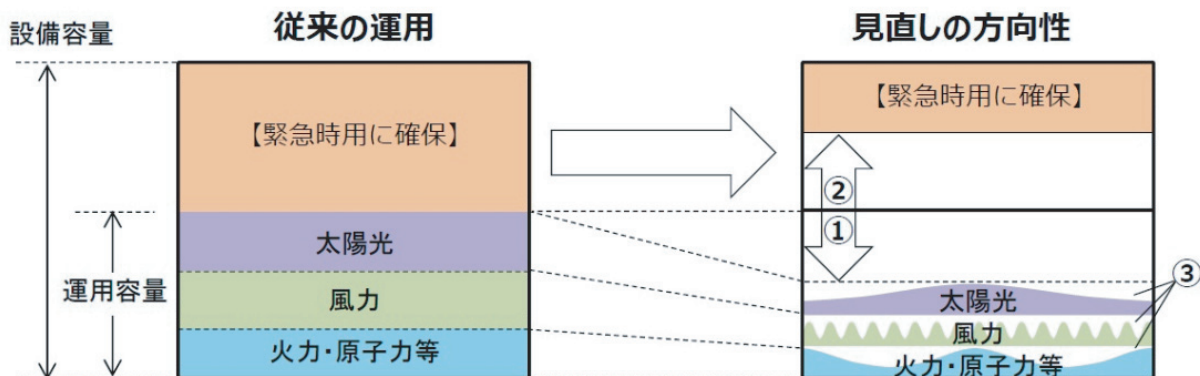 従来の運用
見直しの方向性
設備容量
【緊急時用に確保】
【緊急時用に確保】
②
①
太陽光
運用容量
風力
火力・原子力等
③
太陽光
風力
火力・原子力等